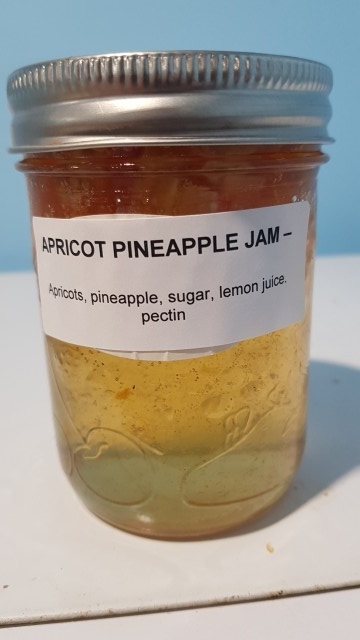 APRICOT PINEAPPLE JAM –
Apricots, pineapple, sugar, lemon juice.
pectin